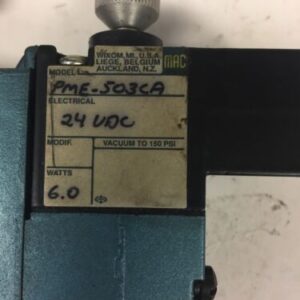 WIXOM, MI. U.S.A.
LIEGE, BELGIUM
AUCKLAND, N.Z.
MAC
MODEL
PME-503CA
ELECTRICAL
24 VDC
MODIF.
VACUUM TO 150 PSI
WATTS
6.0